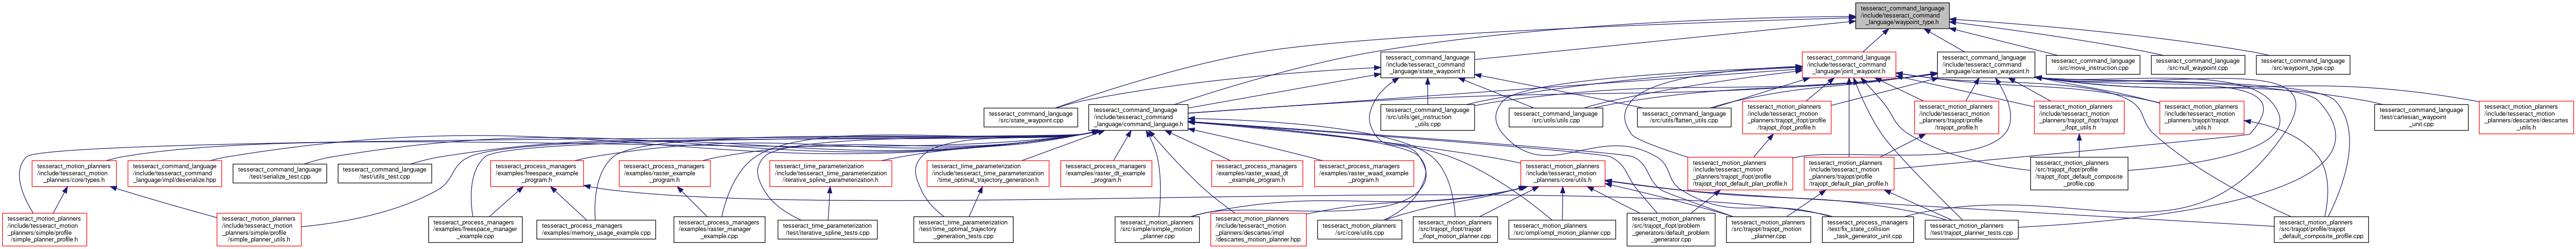 tesseract_command_language
/include/tesseract_command
_language/waypoint_type.h
tesseract_command_language
/include/tesseract_command
_language/state_waypoint.h
tesseract_command_language
/include/tesseract_command
_language/joint_waypoint.h
tesseract_command_language
/include/tesseract_command
_language/cartesian_waypoint.h
tesseract_command_language
/src/move_instruction.cpp
tesseract_command_language
/src/null_waypoint.cpp
tesseract_command_language
/src/waypoint_type.cpp
tesseract_command_language
/src/state_waypoint.cpp
tesseract_command_language
/include/tesseract_command
_language/command_language.h
tesseract_command_language
/src/utils/get_instruction
_utils.cpp
tesseract_command_language
/src/utils/utils.cpp
tesseract_command_language
/src/utils/flatten_utils.cpp
tesseract_motion_planners
/include/tesseract_motion
_planners/trajopt_ifopt/profile
/trajopt_ifopt_profile.h
tesseract_motion_planners
/include/tesseract_motion
_planners/trajopt/profile
/trajopt_profile.h
tesseract_motion_planners
/include/tesseract_motion
_planners/trajopt_ifopt/trajopt
_ifopt_utils.h
tesseract_motion_planners
/include/tesseract_motion
_planners/trajopt/trajopt
_utils.h
tesseract_command_language
/test/cartesian_waypoint
_unit.cpp
tesseract_motion_planners
/include/tesseract_motion
_planners/descartes/descartes
_utils.h
tesseract_motion_planners
/include/tesseract_motion
_planners/core/types.h
tesseract_command_language
/include/tesseract_command
_language/impl/deserialize.hpp
tesseract_command_language
/test/serialize_test.cpp
tesseract_command_language
/test/utils_test.cpp
tesseract_process_managers
/examples/freespace_example
_program.h
tesseract_process_managers
/examples/raster_example
_program.h
tesseract_time_parameterization
/include/tesseract_time_parameterization
/iterative_spline_parameterization.h
tesseract_time_parameterization
/include/tesseract_time_parameterization
/time_optimal_trajectory_generation.h
tesseract_process_managers
/examples/raster_dt_example
_program.h
tesseract_process_managers
/examples/raster_waad_dt
_example_program.h
tesseract_process_managers
/examples/raster_waad_example
_program.h
tesseract_motion_planners
/include/tesseract_motion
_planners/core/utils.h
tesseract_motion_planners
/include/tesseract_motion
_planners/trajopt_ifopt/profile
/trajopt_ifopt_default_plan_profile.h
tesseract_motion_planners
/include/tesseract_motion
_planners/trajopt/profile
/trajopt_default_plan_profile.h
tesseract_motion_planners
/src/trajopt_ifopt/profile
/trajopt_ifopt_default_composite
_profile.cpp
tesseract_motion_planners
/include/tesseract_motion
_planners/simple/profile
/simple_planner_profile.h
tesseract_motion_planners
/include/tesseract_motion
_planners/simple/profile
/simple_planner_utils.h
tesseract_process_managers
/examples/freespace_manager
_example.cpp
tesseract_process_managers
/examples/memory_usage_example.cpp
tesseract_process_managers
/examples/raster_manager
_example.cpp
tesseract_time_parameterization
/test/iterative_spline_tests.cpp
tesseract_time_parameterization
/test/time_optimal_trajectory
_generation_tests.cpp
tesseract_motion_planners
/src/simple/simple_motion
_planner.cpp
tesseract_motion_planners
/include/tesseract_motion
_planners/descartes/impl
/descartes_motion_planner.hpp
tesseract_motion_planners
/src/core/utils.cpp
tesseract_motion_planners
/src/trajopt_ifopt/trajopt
_ifopt_motion_planner.cpp
tesseract_motion_planners
/src/ompl/ompl_motion_planner.cpp
tesseract_motion_planners
/src/trajopt_ifopt/problem
_generators/default_problem
_generator.cpp
tesseract_motion_planners
/src/trajopt/trajopt_motion
_planner.cpp
tesseract_process_managers
/test/fix_state_collision
_task_generator_unit.cpp
tesseract_motion_planners
/test/trajopt_planner_tests.cpp
tesseract_motion_planners
/src/trajopt/profile/trajopt
_default_composite_profile.cpp